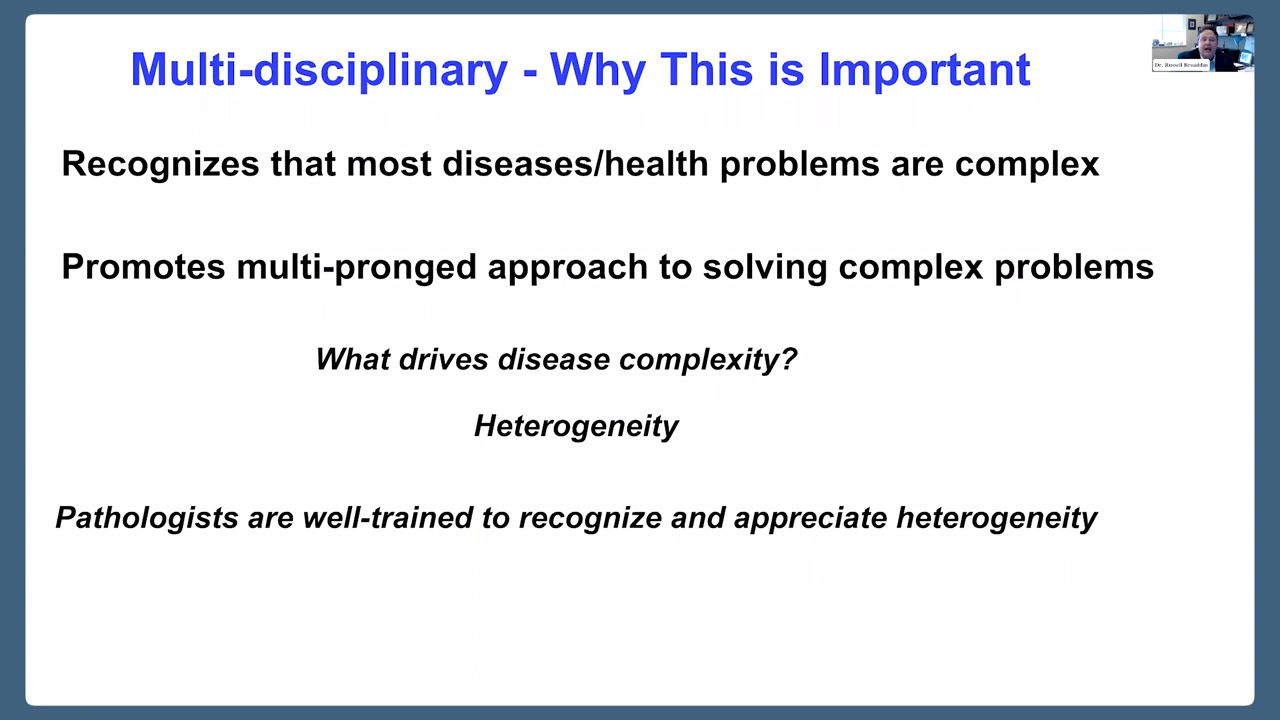 Multi-disciplinary - Why This is Important
Dr. Russell Broaddus
Recognizes that most diseases/health problems are complex
Promotes multi-pronged approach to solving complex problems
What drives disease complexity?
Heterogeneity
Pathologists are well-trained to recognize and appreciate heterogeneity